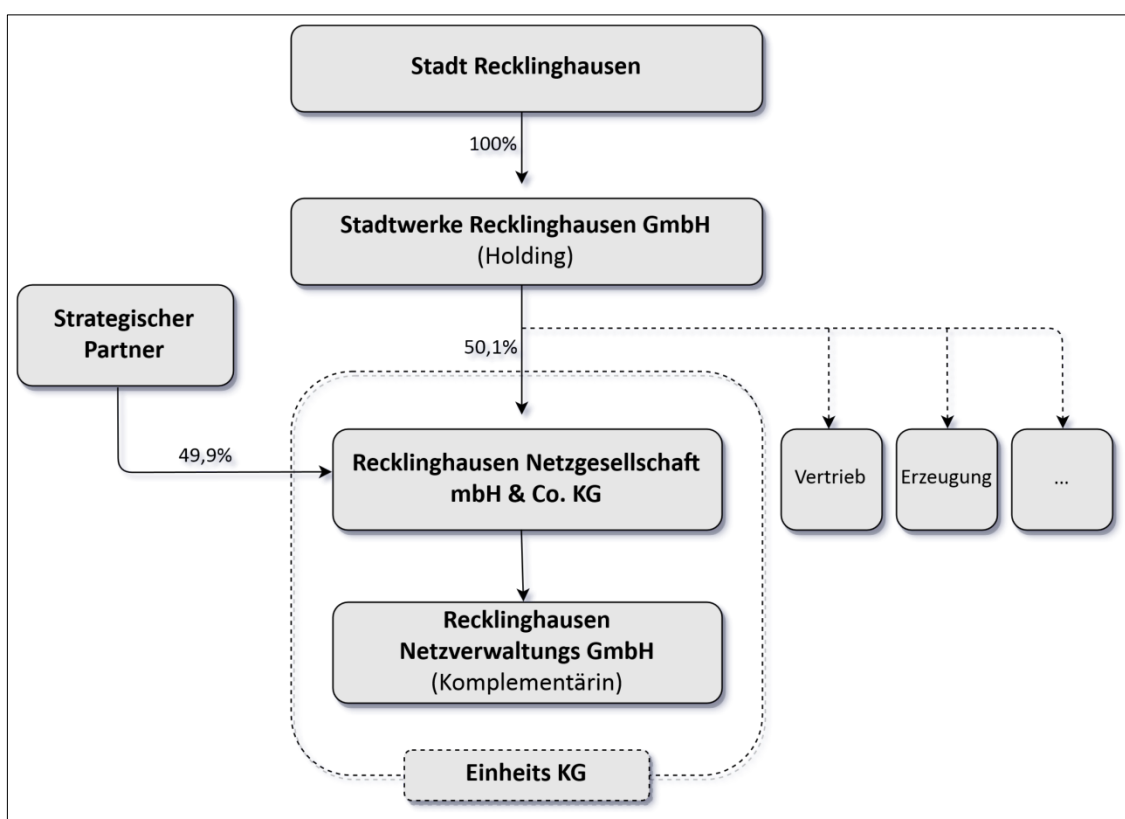 Stadt Recklinghausen
100%
Stadtwerke Recklinghausen GmbH
(Holding)
Strategischer
Partner
50,1%
49,9%
Recklinghausen Netzgesellschaft
mbH & Co. KG
Vertrieb
Erzeugung
...
Recklinghausen
Netzverwaltungs GmbH
(Komplementärin)
Einheits KG